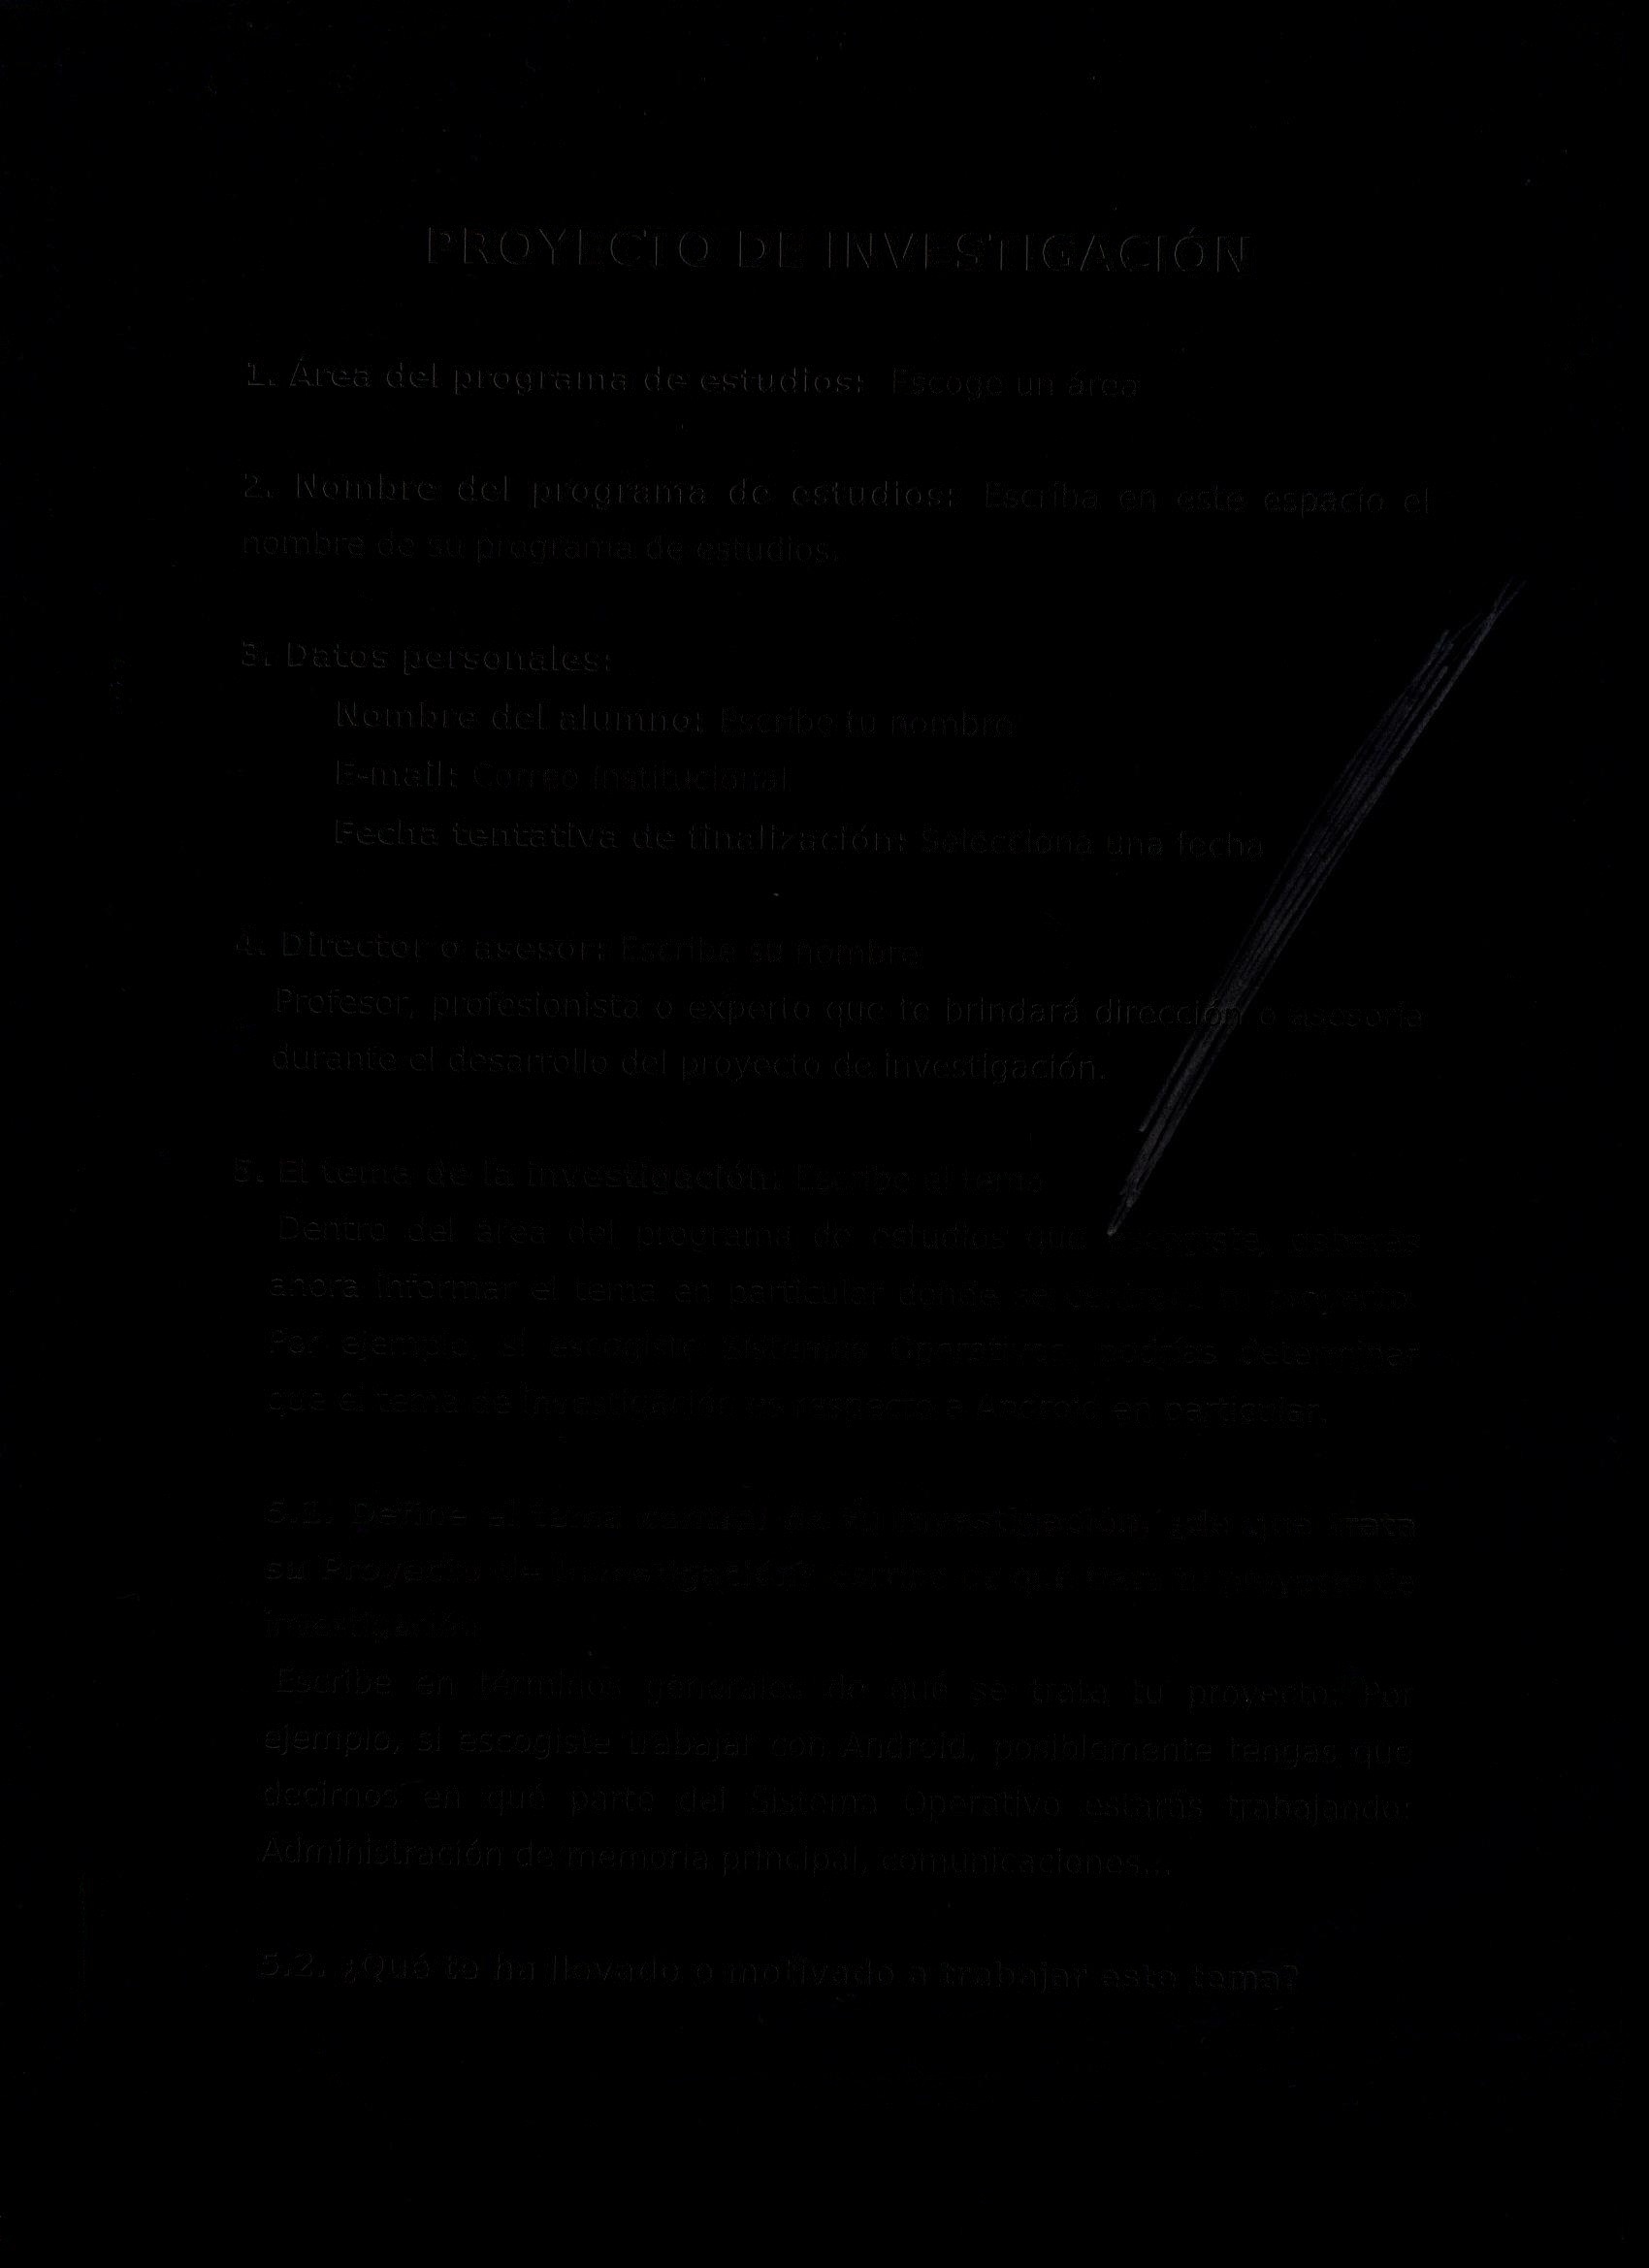 PROYECTO DE INVESTIGACIÓN
1. Área del programa de estudios: Escoge un área
2. Nombre del programa de estudios: Escriba en este espacio el
nombre de su programa de estudios.
3. Datos personales:
Nombre del alumno: Escribe tu nombre
E-mail: Correo institucional
Fecha tentativa de finalización: Selecciona una fecha
4. Director o asesor: Escriba su nombre
Profesor, profesionista o experto que te brindará dirección o asesoría
durante el desarrollo del proyecto de investigación.
5. El tema de la investigación: Escribe el tema
Dentro del área del programa de estudios que escogiste, deberás
ahora informar el tema en particular donde se centrará tu proyecto.
Por ejemplo, si escogiste Sistemas Operativos, podrías determinar
que el tema de investigación es respecto a Android en particular.
5.1. Define el tema central de tu investigación, ¿de que trata
su Proyecto de Investigación? escribe de qué trata tu proyecto de
investigación
Escribe en términos generales de qué se trata tu proyecto. Por
ejemplo, si escogiste trabajar con Android, posiblemente tengas que
decirnos en qué parte del Sistema Operativo estarás trabajando:
Administración de memoria principal, comunicaciones...
5.2. ¿Qué te ha llevado o motivado a trabajar este tema?